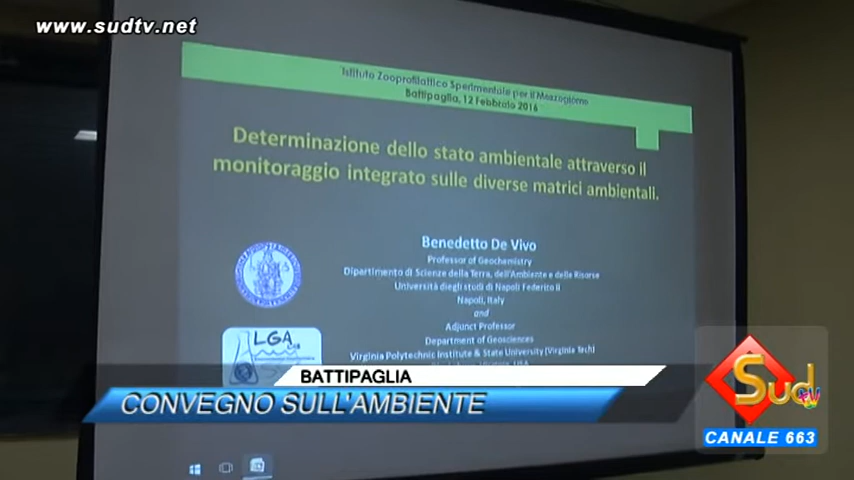 www.sudtv.net
Istituto Zooprofilattico Sperimentale per il Mezzogiorno
Battipaglia, 12 Febbraio 2016
Determinazione dello stato ambientale attraverso il
monitoraggio integrato sulle diverse matrici ambientali.
Benedetto De Vivo
Professor of Geochemistry
Dipartimento di Scienze della Terra, dell'Ambiente e delle Risorse
Università diegli studi di Napoli Federico II
Napoli, Italy
and
Adjunct Professor
Department of Geosciences
Virginia Polytechnic Institute & State University (Virginia Tech)
LGA
BATTIPAGLIA
CONVEGNO SULL'AMBIENTE
Sud tv
CANALE 663